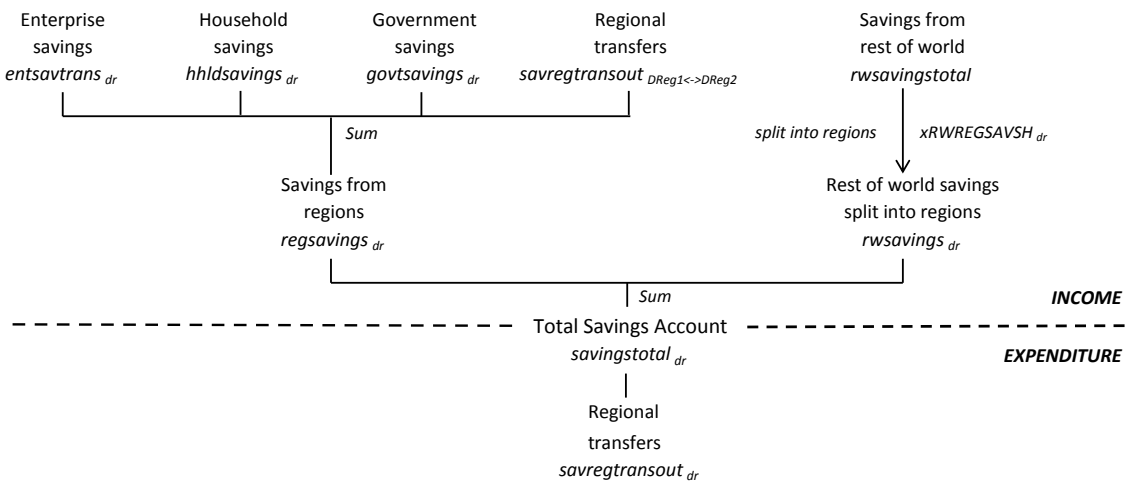 Enterprise
savings
entsavtrans dr
Household
savings
hhldsavings dr
Government
savings
govtsavings dr
Regional
transfers
savregtransout DReg1<->DReg2
Savings from
rest of world
rwsavingstotal
Sum
split into regions
xRWREGSAVSH dr
Savings from
regions
regsavings dr
Rest of world savings
split into regions
rwsavings dr
Sum
INCOME
Total Savings Account
EXPENDITURE
savingstotal dr
Regional
transfers
savregtransout dr